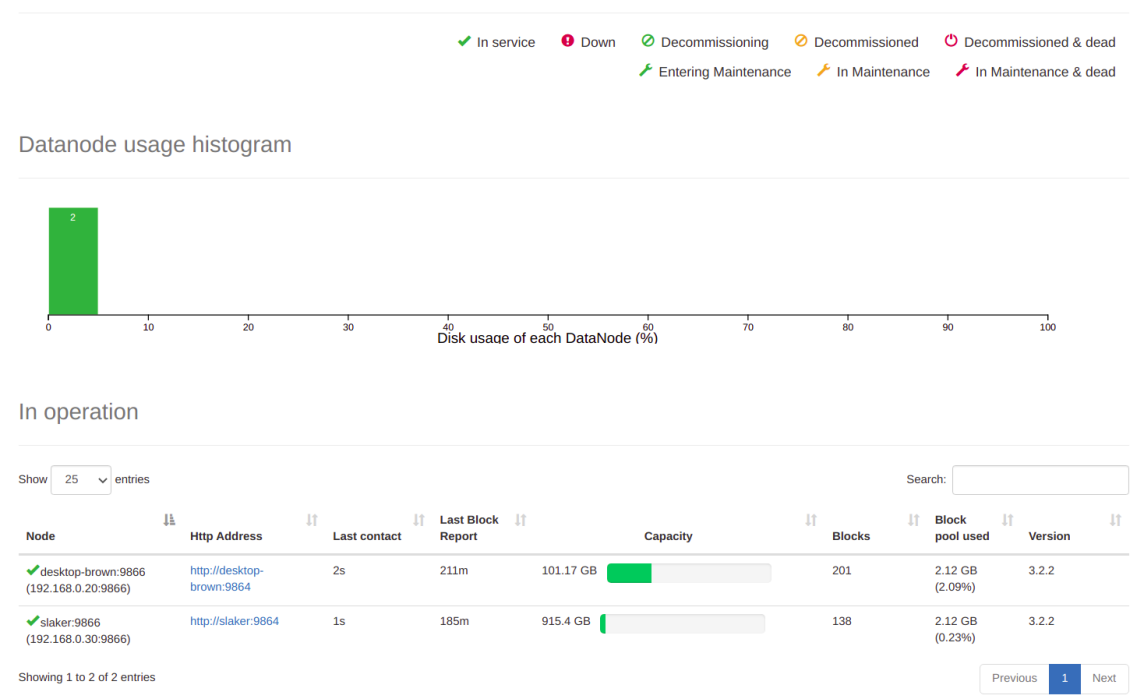 In service Down Decommissioning Decommissioned Decommissioned & dead
Entering Maintenance In Maintenance In Maintenance & dead
Datanode usage histogram
2
0 10 20 30 40 50 60 70 80 90 100
Disk usage of each DataNode (%)
In operation
Show 25 entries Search:
Node Http Address Last contact Last Block Report Capacity Blocks Block pool used Version
desktop-brown:9866 http://desktop- 2s 211m 101.17 GB 201 2.12 GB 3.2.2
(192.168.0.20:9866) brown:9864 (2.09%)
slaker:9866 http://slaker:9864 1s 185m 915.4 GB 138 2.12 GB 3.2.2
(192.168.0.30:9866) (0.23%)
Showing 1 to 2 of 2 entries Previous 1 Next